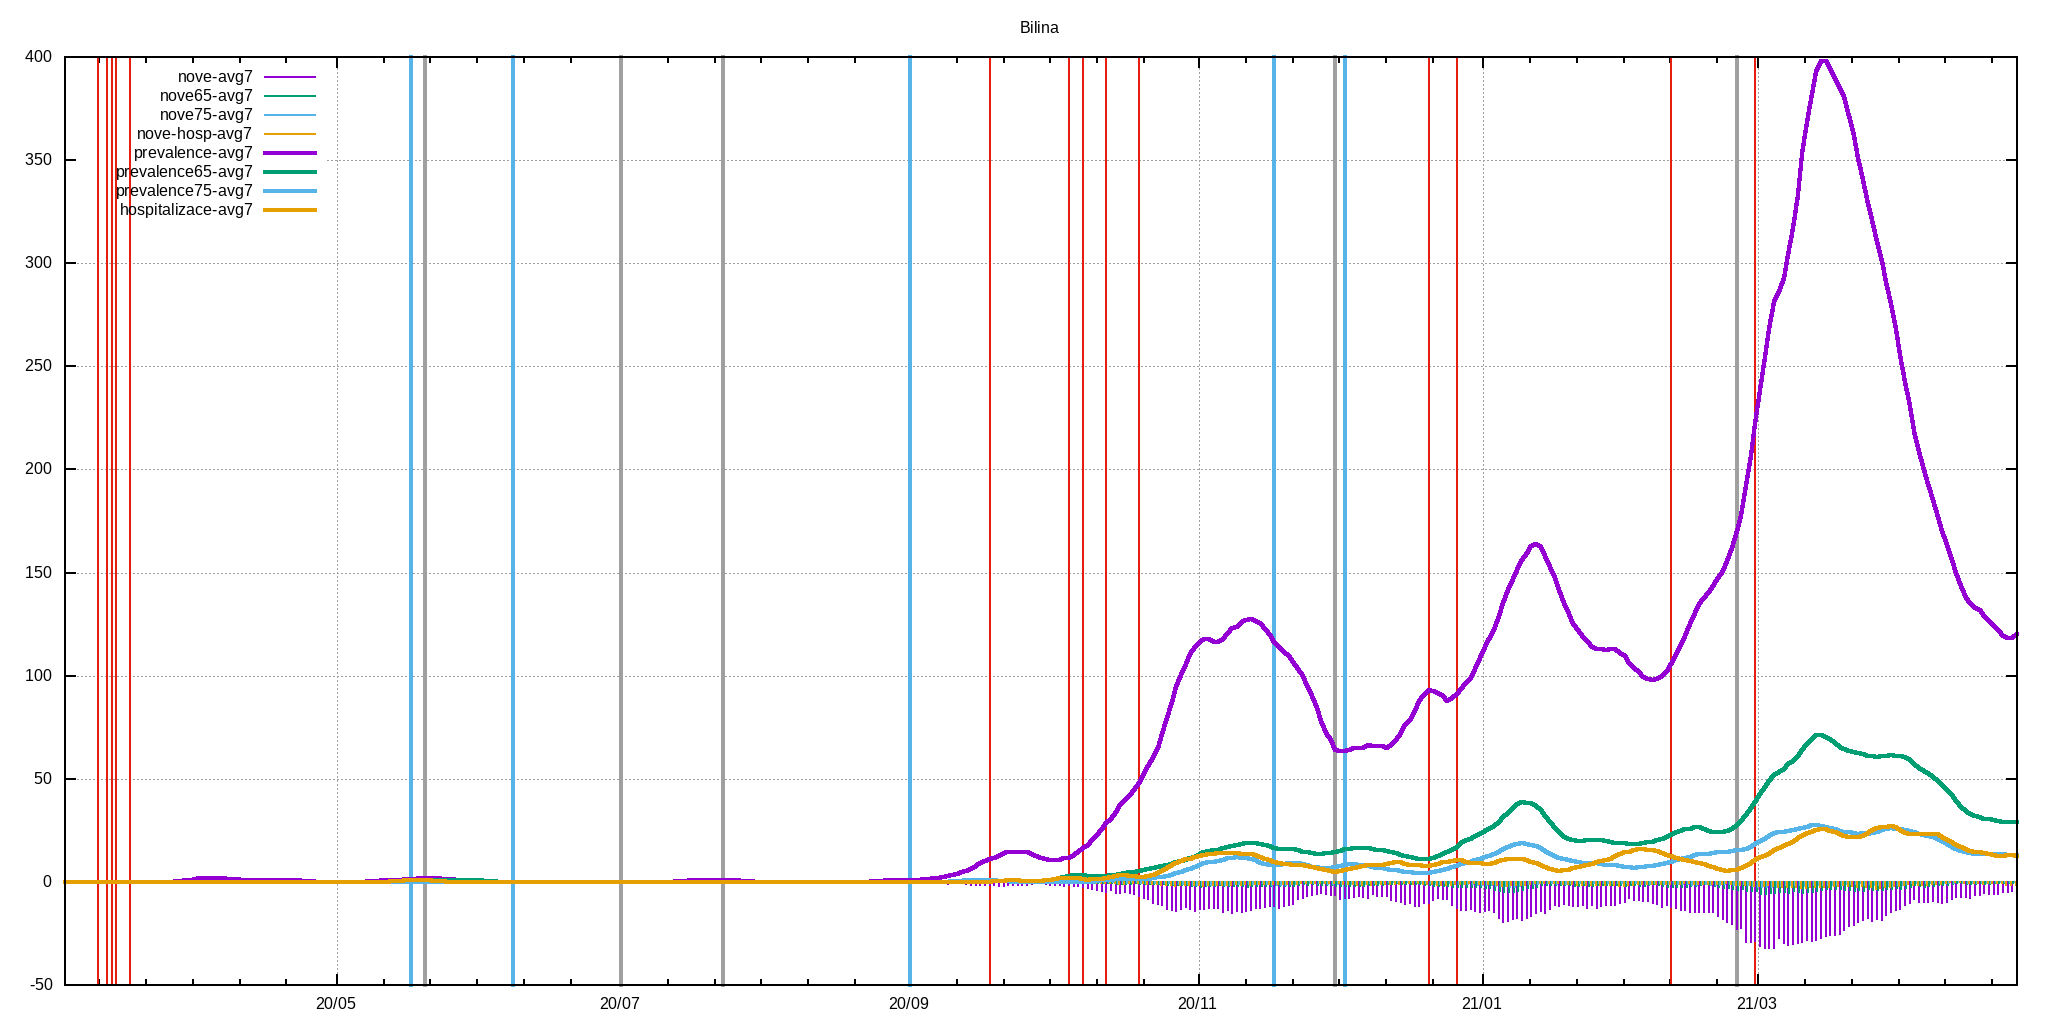 Bilina
400
350
300
250
200
150
100
50
0
-50
nove-avg7
nove65-avg7
nove75-avg7
nove-hosp-avg7
prevalence-avg7
prevalence65-avg7
prevalence75-avg7
hospitalizace-avg7
20/05
20/07
20/09
20/11
21/01
21/03